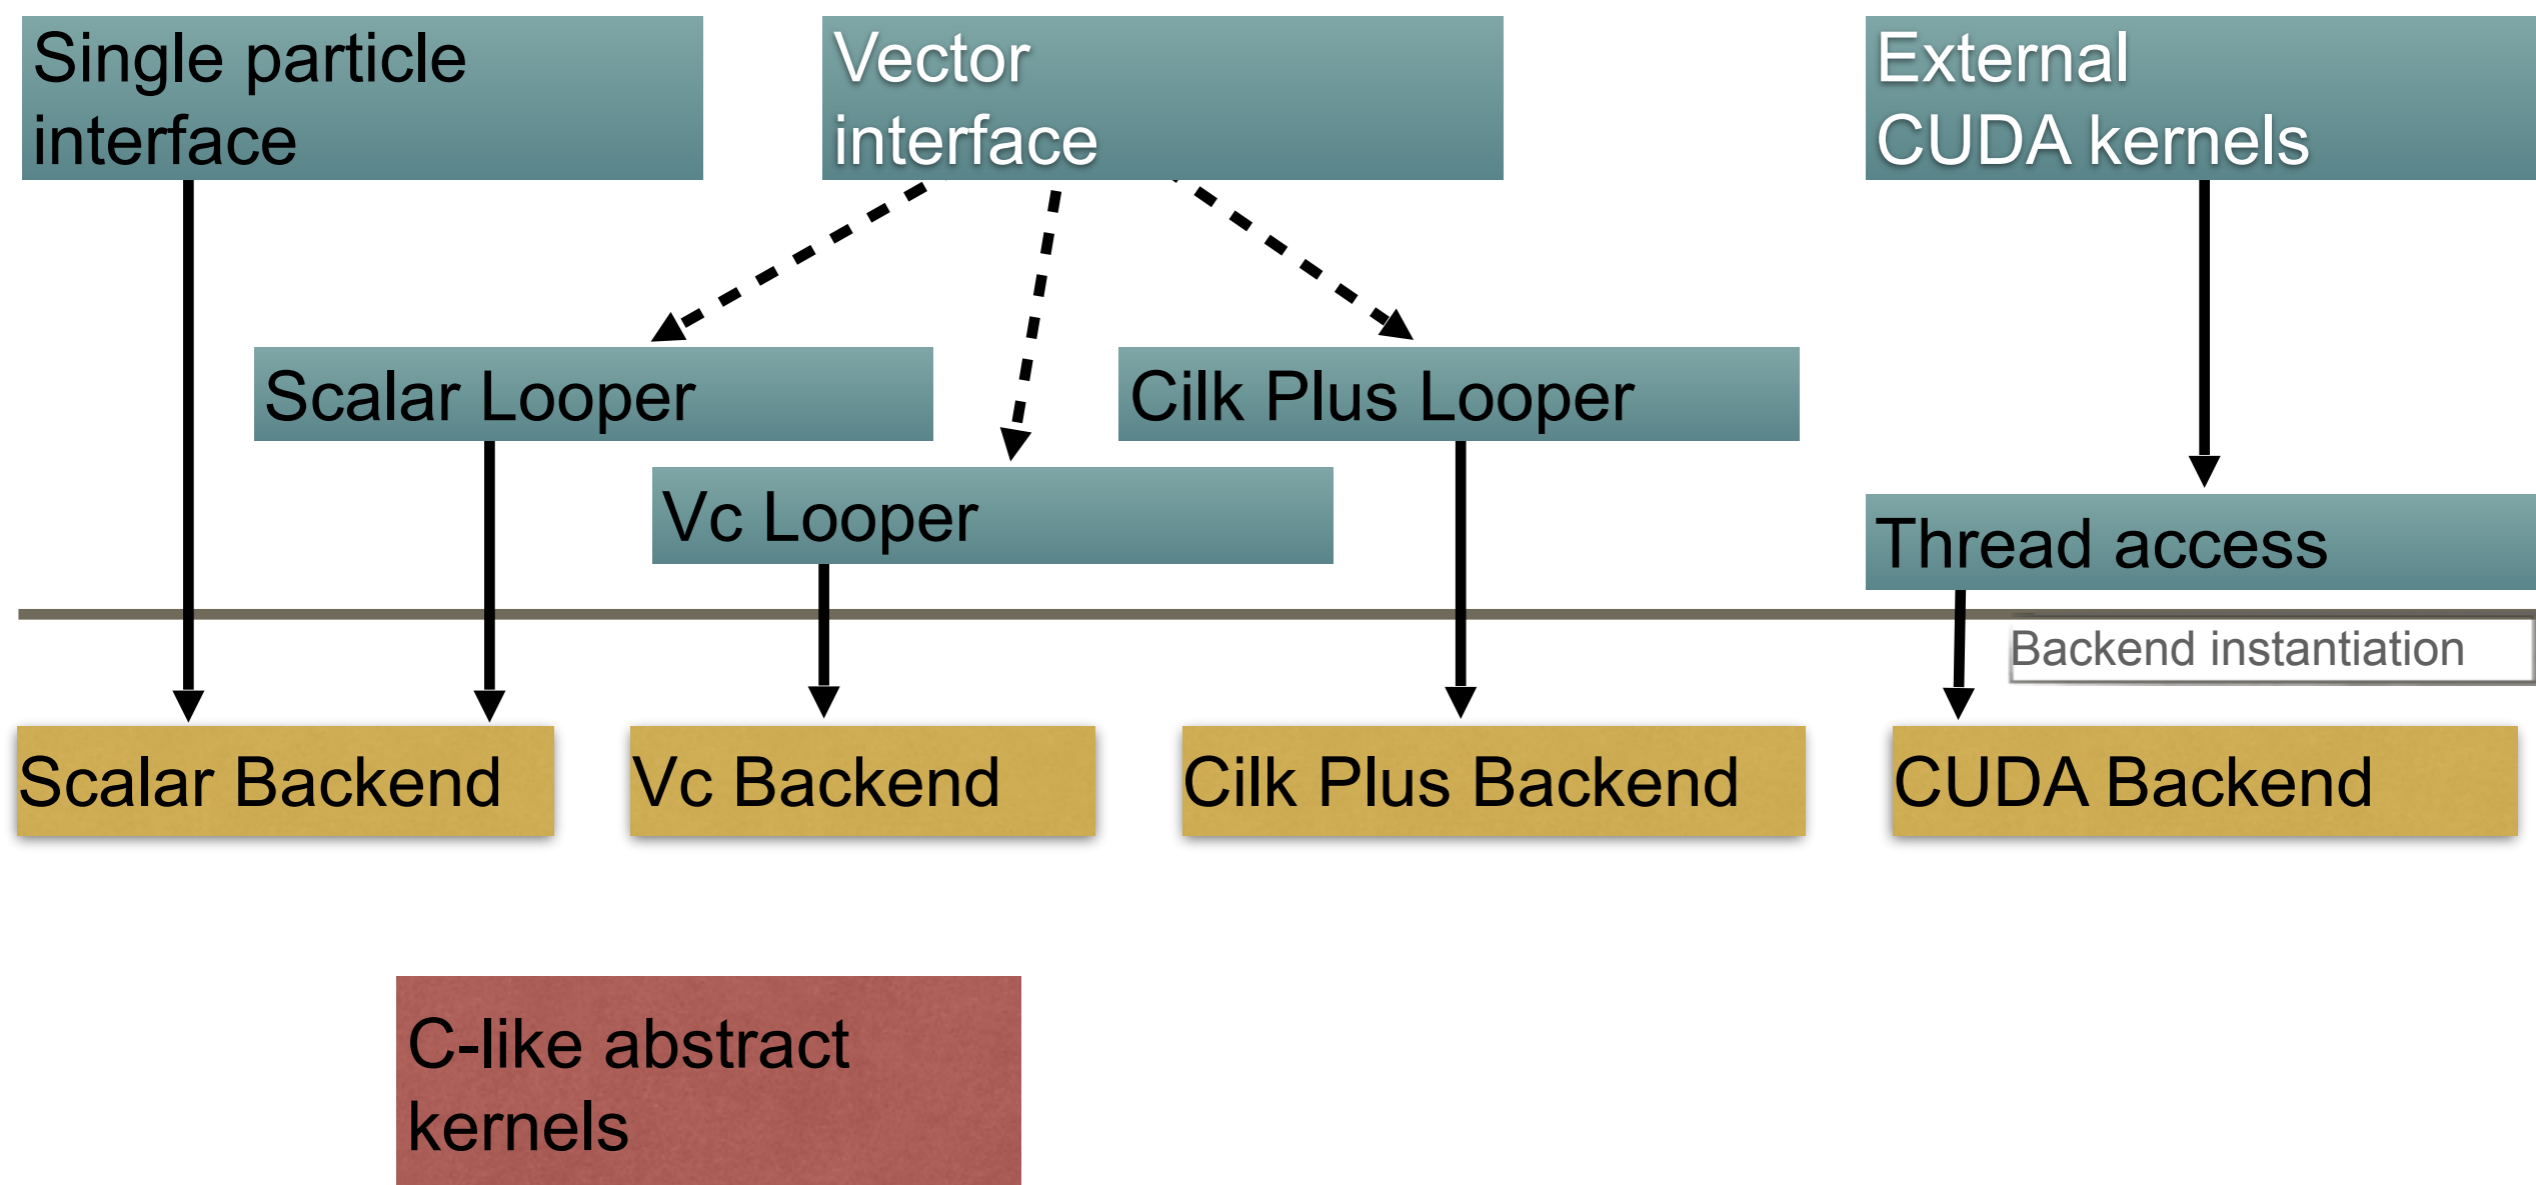 Single particle
interface
Vector
interface
External
CUDA kernels
Scalar Looper
Cilk Plus Looper
Vc Looper
Thread access
Backend instantiation
Scalar Backend
Vc Backend
Cilk Plus Backend
CUDA Backend
C-like abstract
kernels